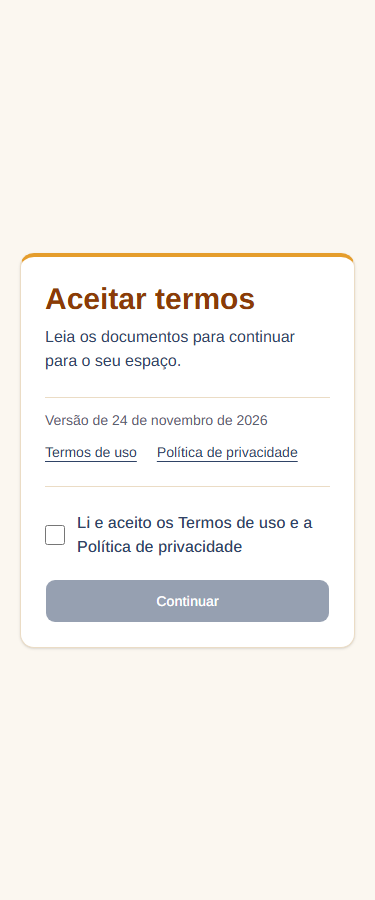 Aceitar termos
Leia os documentos para continuar
para o seu espaço.
Versão de 24 de novembro de 2026
Termos de uso Política de privacidade
Li e aceito os Termos de uso e a
Política de privacidade
Continuar